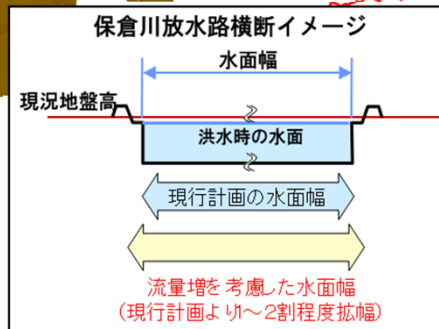 保倉川放水路横断イメージ
水面幅
現況地盤高
洪水時の水面
現行計画の水面幅
流量増を考慮した水面幅
(現行計画より1~2割程度拡幅)